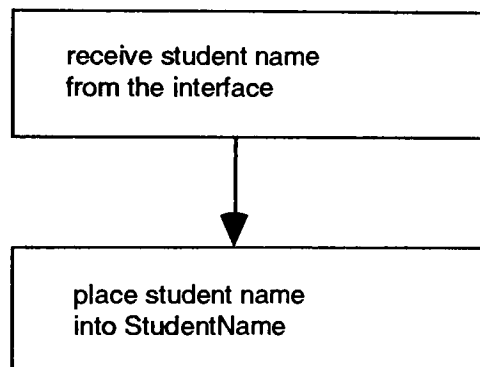 receive student name
from the interface
place student name
into StudentName